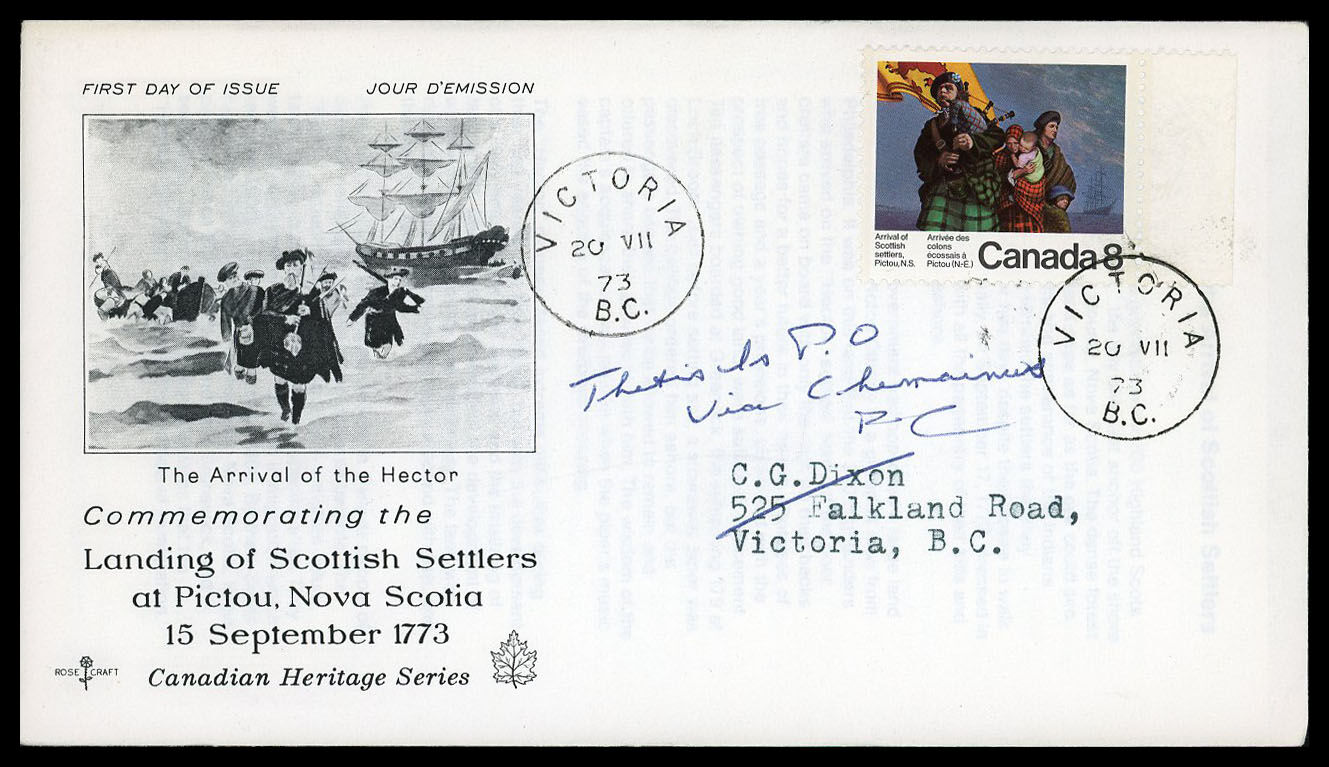 FIRST DAY OF ISSUE JOUR D'EMISSION
The Arrival of the Hector
Commemorating the
Landing of Scottish Settlers
at Pictou, Nova Scotia
15 September 1773
Canadian Heritage Series
ROSE CRAFT
VICTORIA
20 VII
73
B.C.
Arrival of
Scottish
settlers,
Pictou, N.S.
Arrivée des
colons
écossais à
Pictou (N.-E.)
Canada 8
VICTORIA
20 VII
73
B.C.
Thetis Is P.O
Via Chemainus
BC
C.G.Dixon
525 Falkland Road,
Victoria, B.C.
of Scottish Settlers